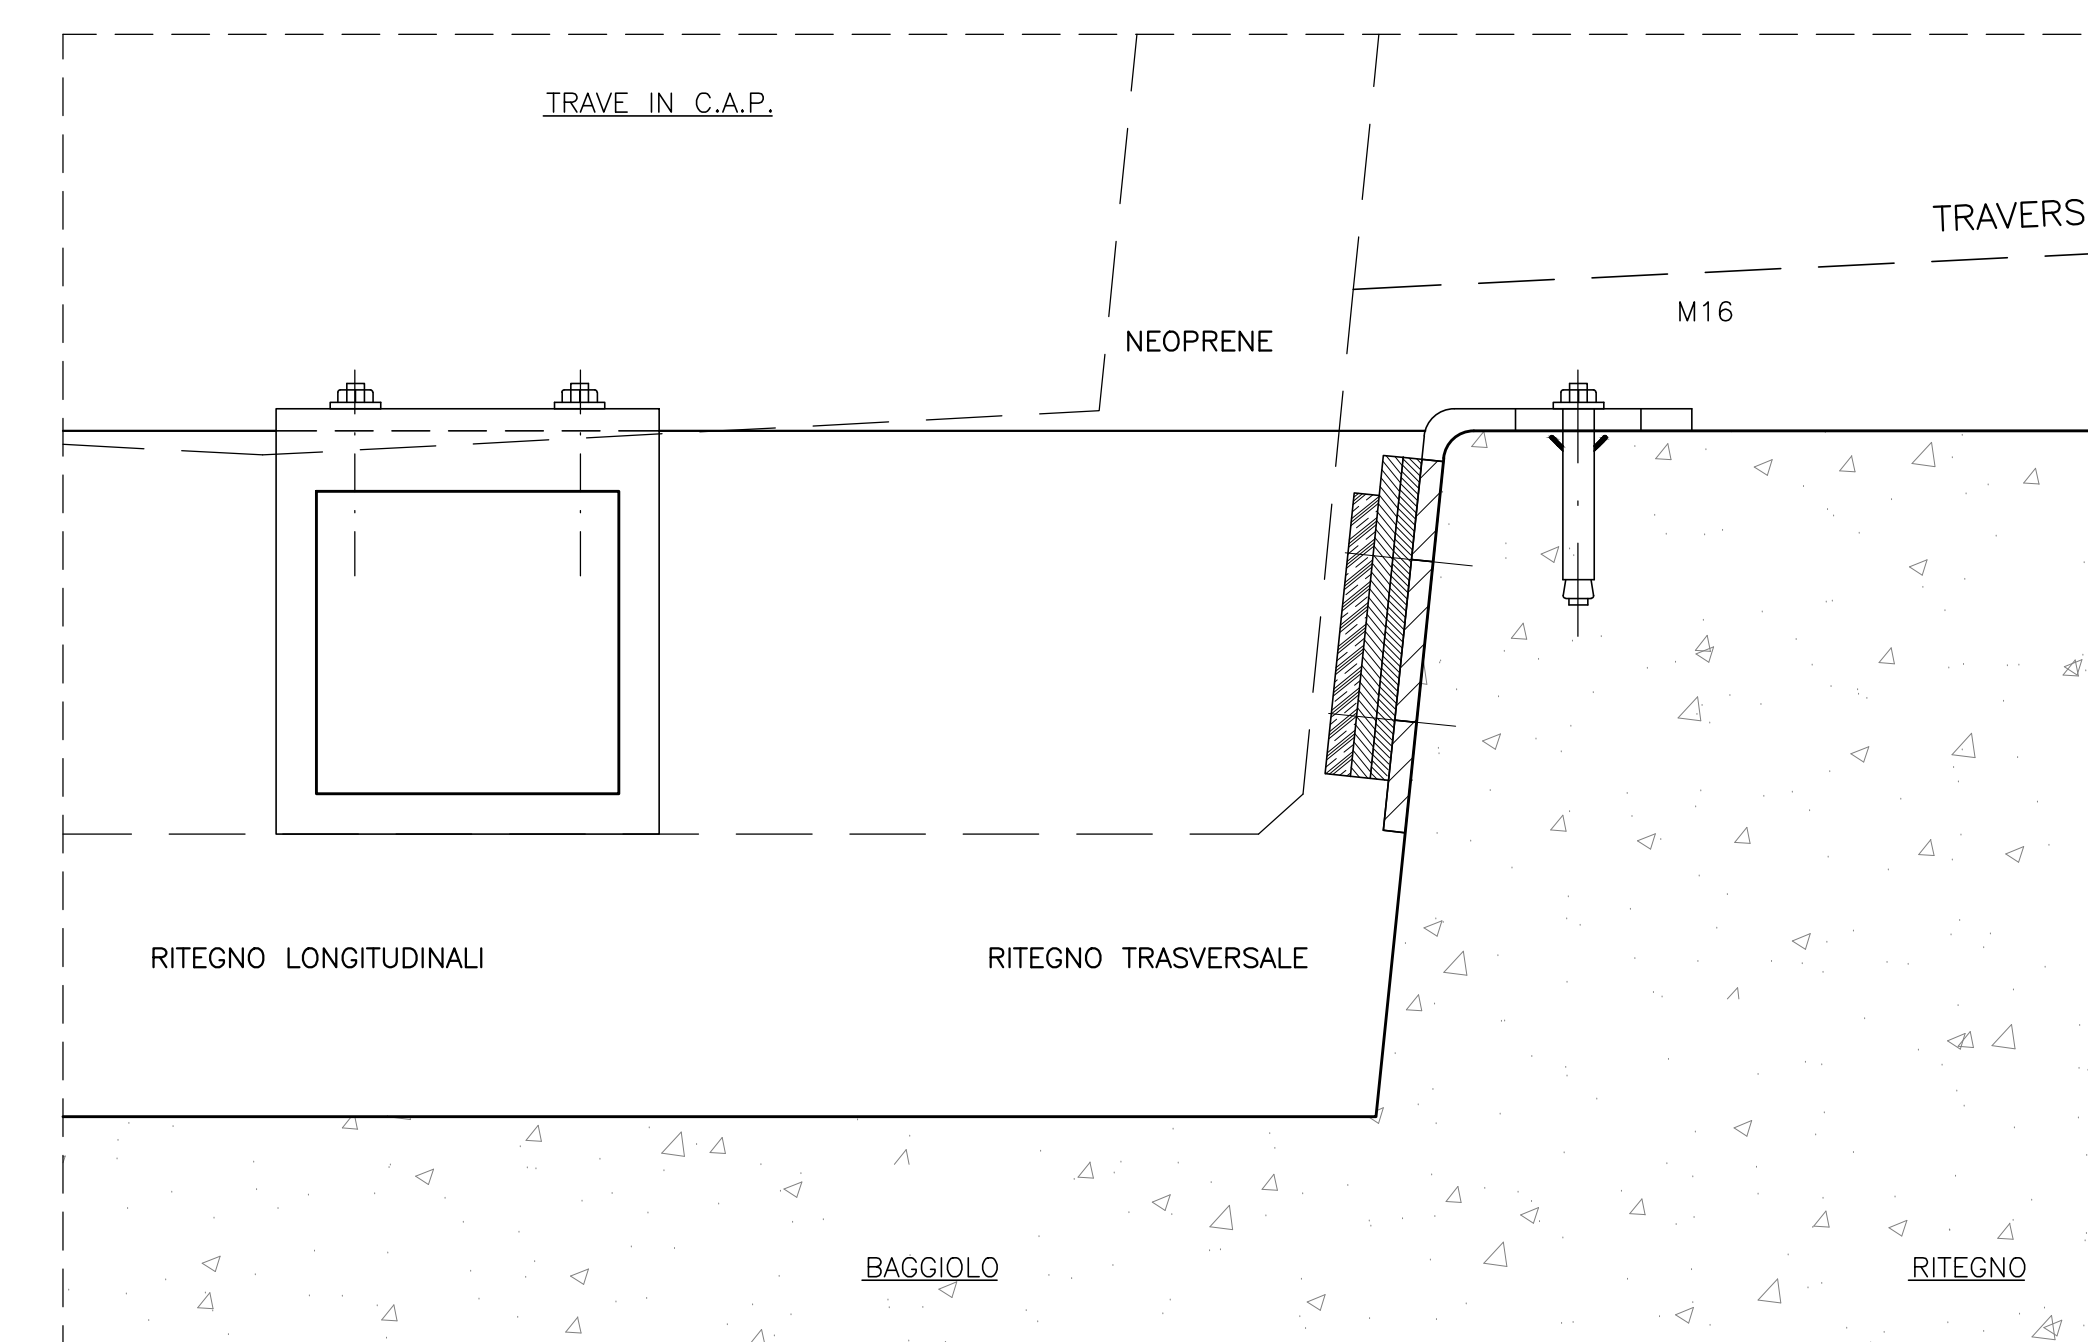 TRAVE IN C.A.P.
TRAVERS
M16
NEOPRENE
RITEGNO LONGITUDINALI
RITEGNO TRASVERSALE
BAGGIOLO
RITEGNO